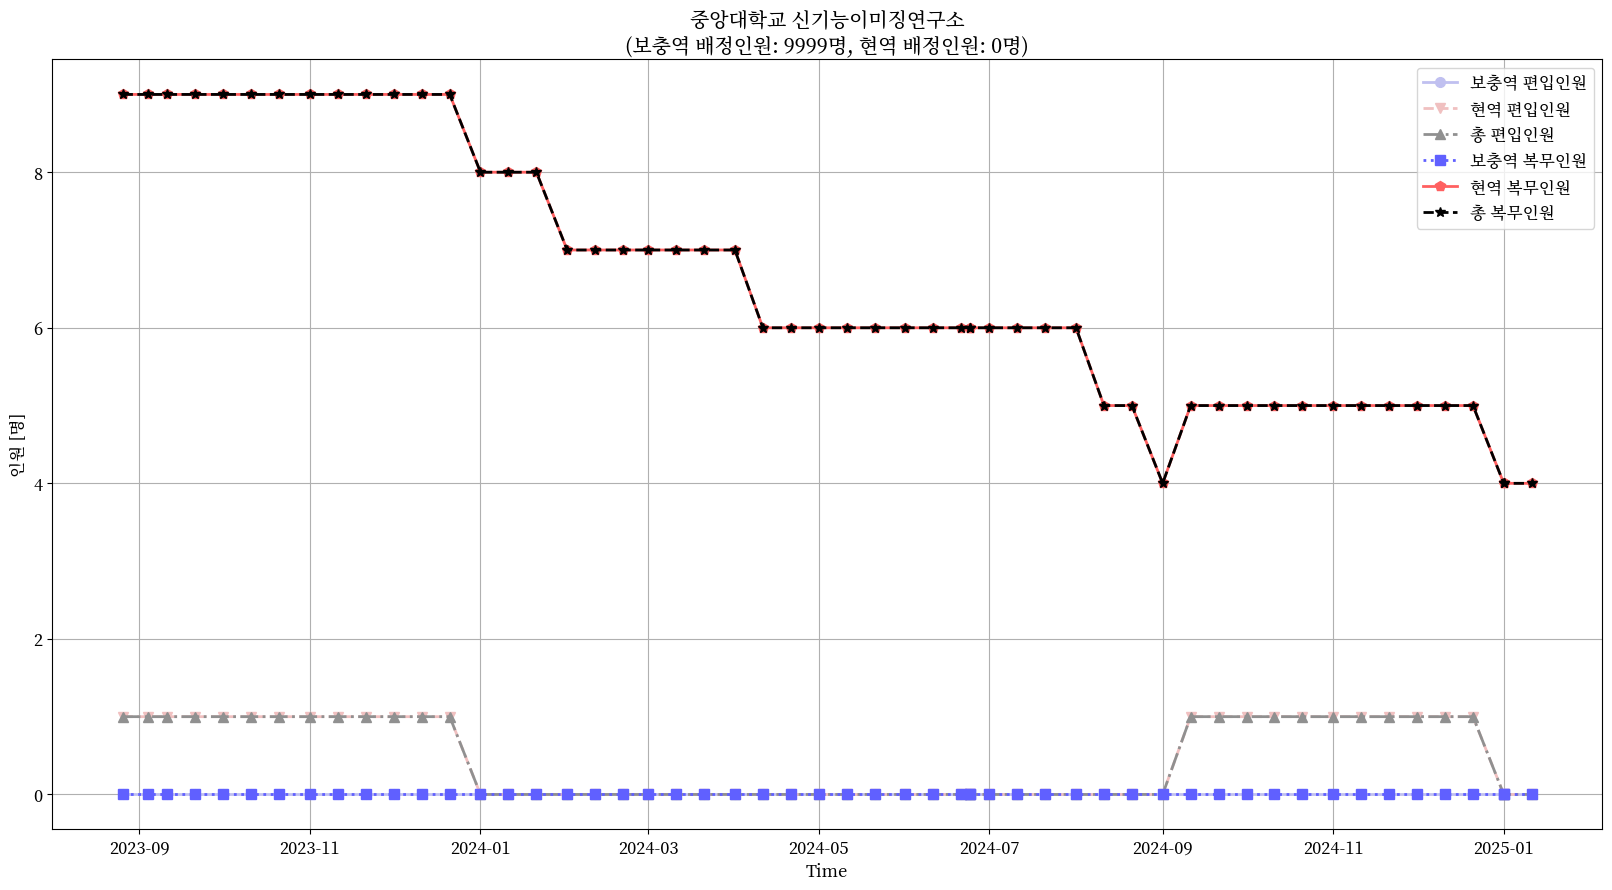 중앙대학교 신기능이미징연구소
(보충역 배정인원: 9999명, 현역 배정인원: 0명)
보충역 편입인원
현역 편입인원
총 편입인원
보충역 복무인원
현역 복무인원
총 복무인원
인원 [명]
8
6
4
2
0
2023-09 2023-11 2024-01 2024-03 2024-05 2024-07 2024-09 2024-11 2025-01
Time